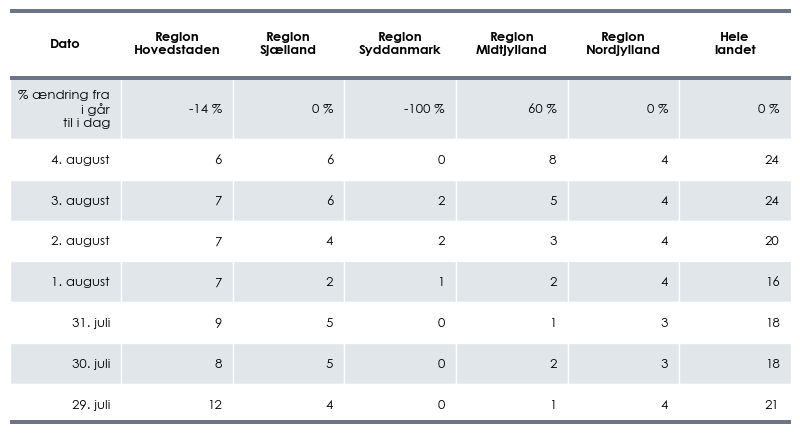 Dato Region Hovedstaden Region Sjælland Region Syddanmark Region Midtjylland Region Nordjylland Hele landet
% ændring fra i går til i dag -14 % 0 % -100 % 60 % 0 % 0 %
4. august 6 6 0 8 4 24
3. august 7 6 2 5 4 24
2. august 7 4 2 3 4 20
1. august 7 2 1 2 4 16
31. juli 9 5 0 1 3 18
30. juli 8 5 0 2 3 18
29. juli 12 4 0 1 4 21